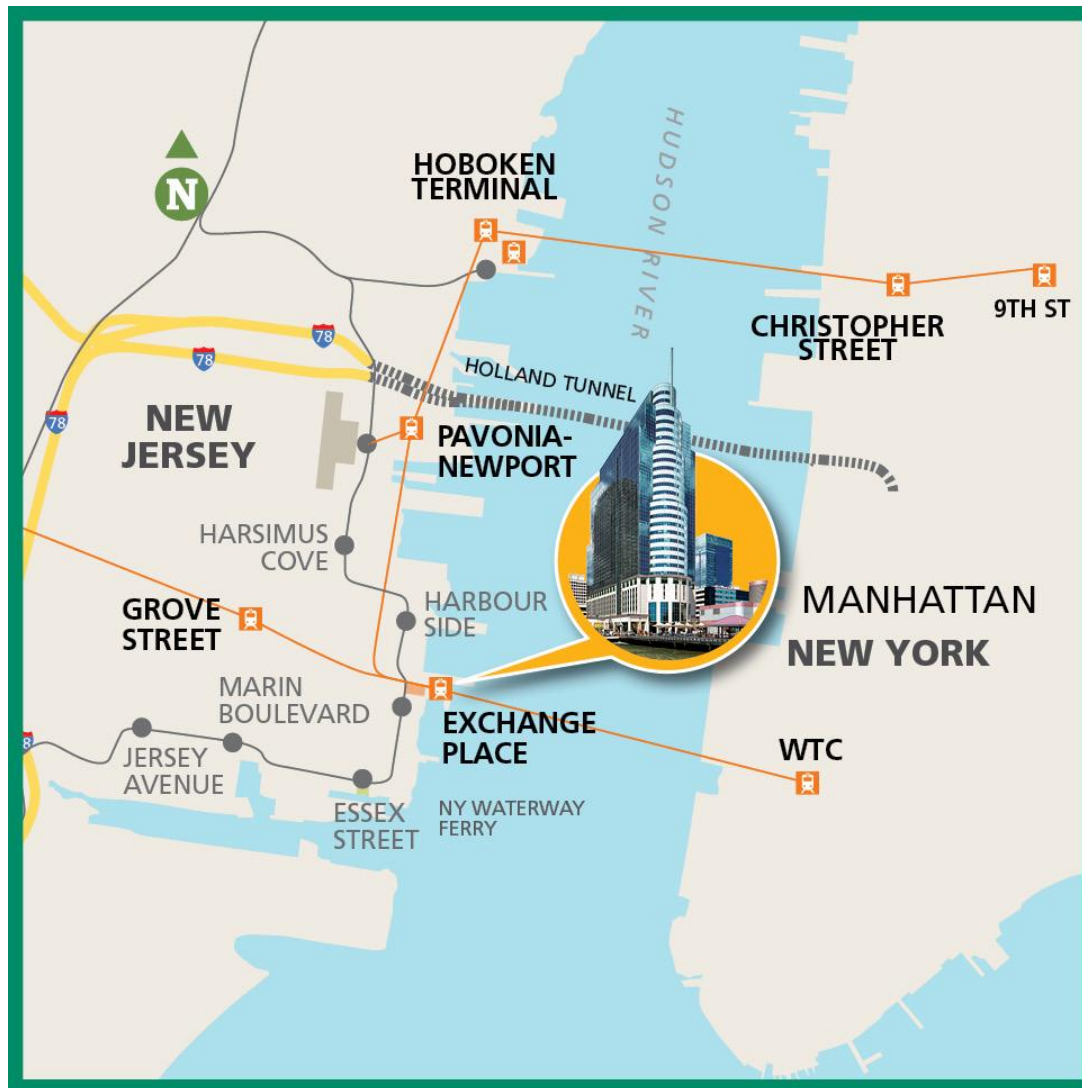 HOBOKEN
TERMINAL
N
HUDSON RIVER
CHRISTOPHER
STREET
9TH ST
78
78
78
HOLLAND TUNNEL
NEW
JERSEY
PAVONIA-
NEWPORT
HARSIMUS
COVE
GROVE
STREET
HARBOUR
SIDE
MANHATTAN
NEW YORK
MARIN
BOULEVARD
EXCHANGE
PLACE
WTC
8
JERSEY
AVENUE
ESSEX
STREET
NY WATERWAY
FERRY